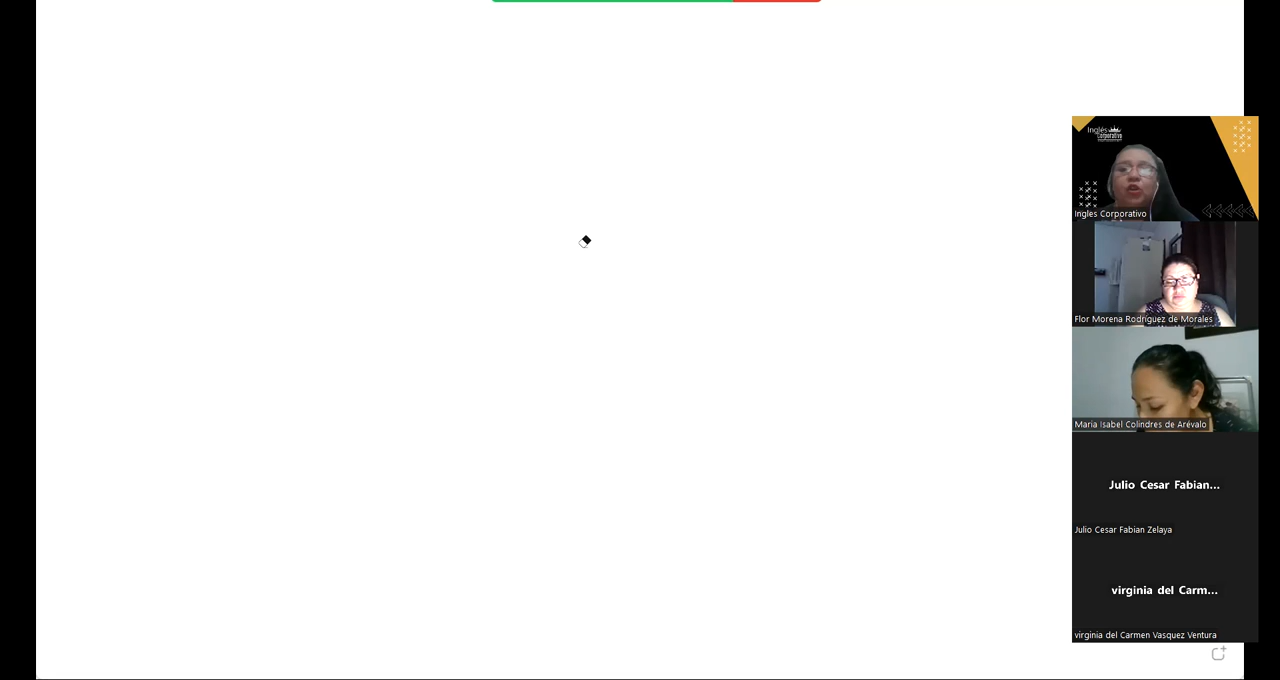 Inglés
Corporativo
Ingles Corporativo
Flor Morena Rodriguez de Morales
Maria Isabel Colindres de Arévalo
Julio Cesar Fabian...
Julio Cesar Fabian Zelaya
virginia del Carm...
virginia del Carmen Vasquez Ventura